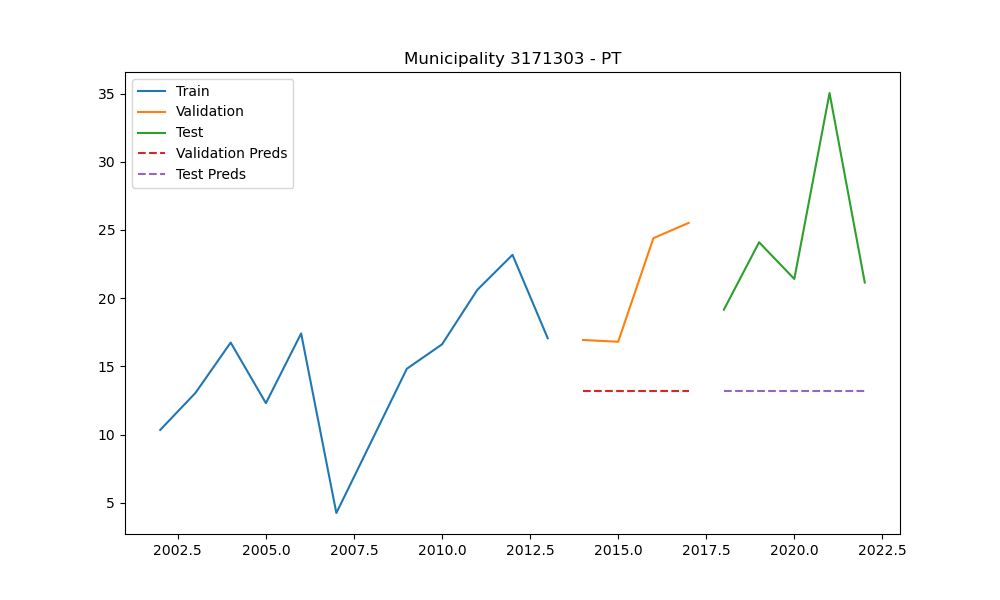 Municipality 3171303 - PT
Train
Validation
Test
Validation Preds
Test Preds
35
30
25
20
15
10
5
2002.5 2005.0 2007.5 2010.0 2012.5 2015.0 2017.5 2020.0 2022.5